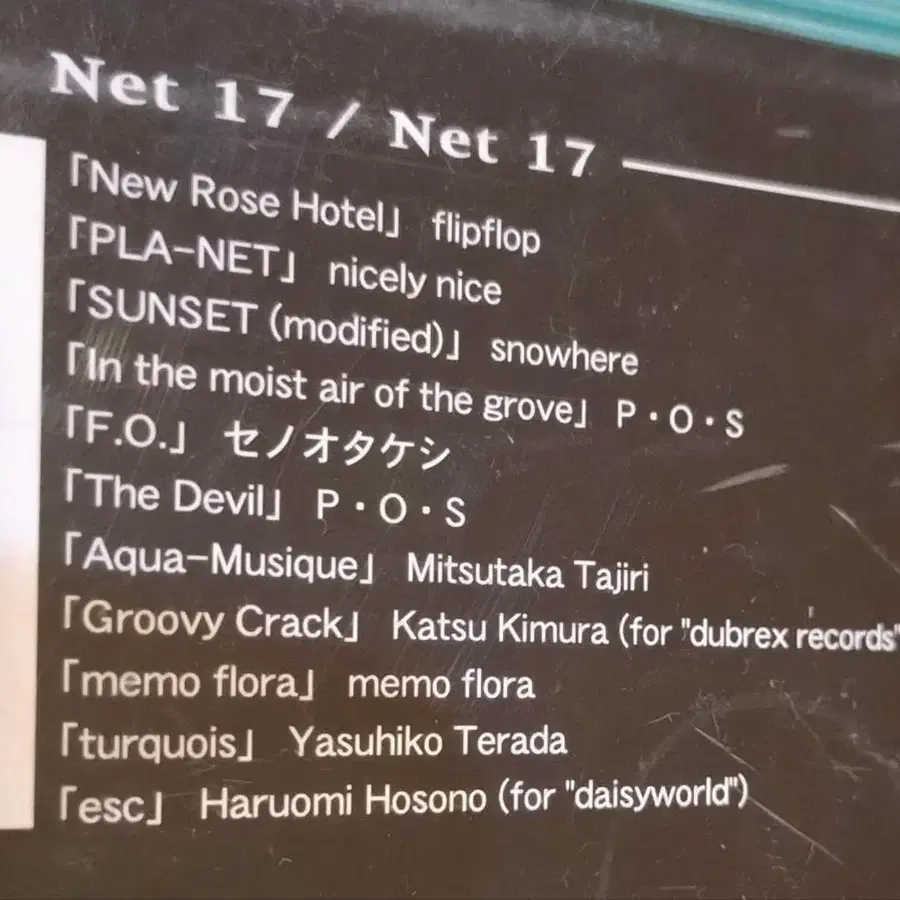 Net 17 / Net 17
「New Rose Hotel」 flipflop
「PLA-NET」 nicely nice
「SUNSET (modified)」 snowhere
「In the moist air of the grove」 P・O・S
「F.O.」 セノオタケシ
「The Devil」 P・O・S
「Aqua-Musique」 Mitsutaka Tajiri
「Groovy Crack」 Katsu Kimura (for "dubrex records"
「memo flora」 memo flora
「turquois」 Yasuhiko Terada
「esc」 Haruomi Hosono (for "daisyworld")